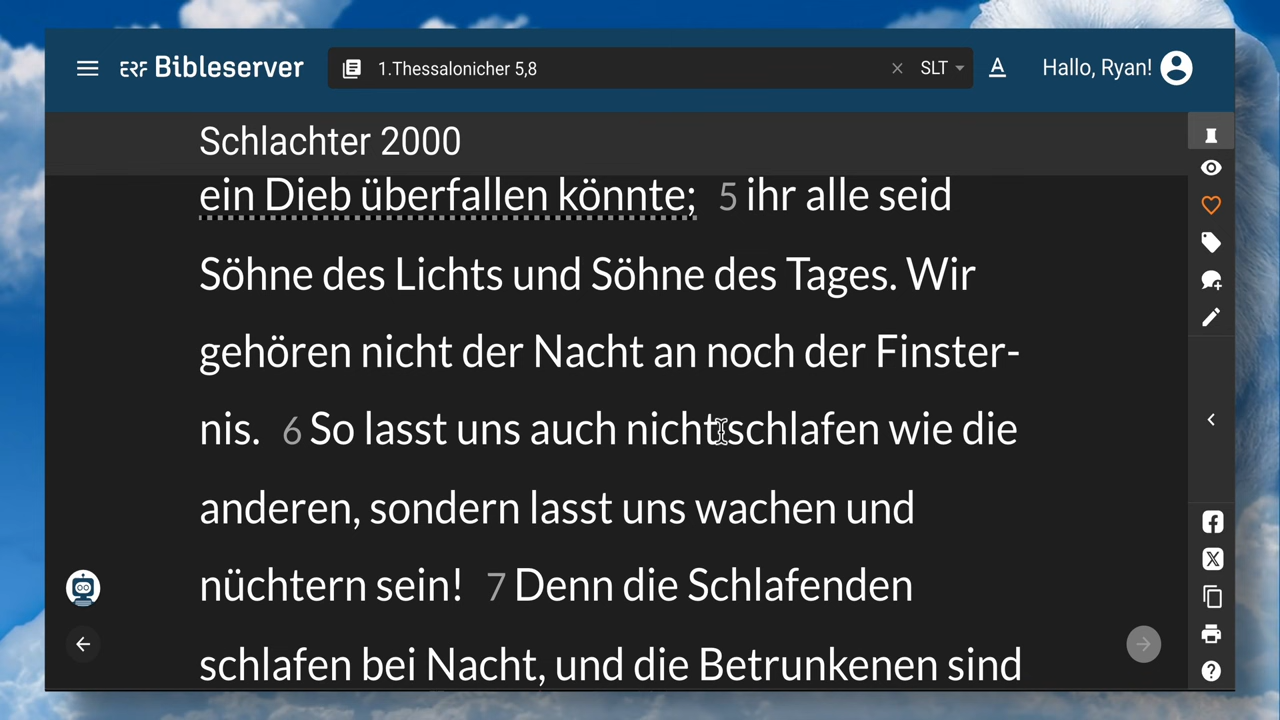 ERF Bibleserver
1.Thessalonicher 5,8
SLT
A
Hallo, Ryan!
Schlachter 2000
ein Dieb überfallen könnte; 5 ihr alle seid
Söhne des Lichts und Söhne des Tages. Wir
gehören nicht der Nacht an noch der Finster-
nis. 6 So lasst uns auch nicht schlafen wie die
anderen, sondern lasst uns wachen und
nüchtern sein! 7 Denn die Schlafenden
schlafen bei Nacht, und die Betrunkenen sind